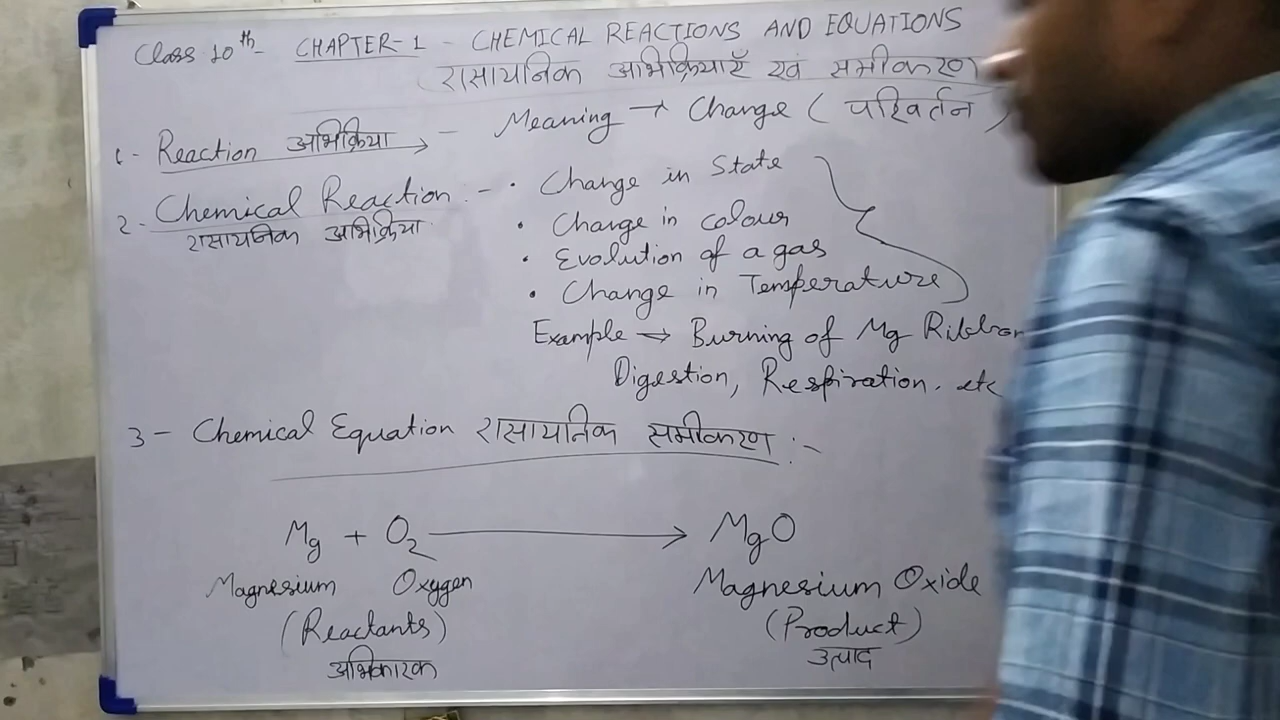 Class 10th - CHAPTER-1 - CHEMICAL REACTIONS AND EQUATIONS
रासायनिक अभिक्रियाएँ एवं समीकरण
1- Reaction अभिक्रिया → - Meaning → Change ( परिवर्तन )
2- Chemical Reaction :- • Change in State
रासायनिक अभिक्रिया
• Change in colour
• Evolution of a gas
• Change in Temperature
Example → Burning of Mg Ribbon
Digestion, Respiration. etc
3- Chemical Equation रासायनिक समीकरण :-
Mg + O2 → MgO
Magnesium Oxygen Magnesium Oxide
(Reactants) (Product)
अभिकारक उत्पाद